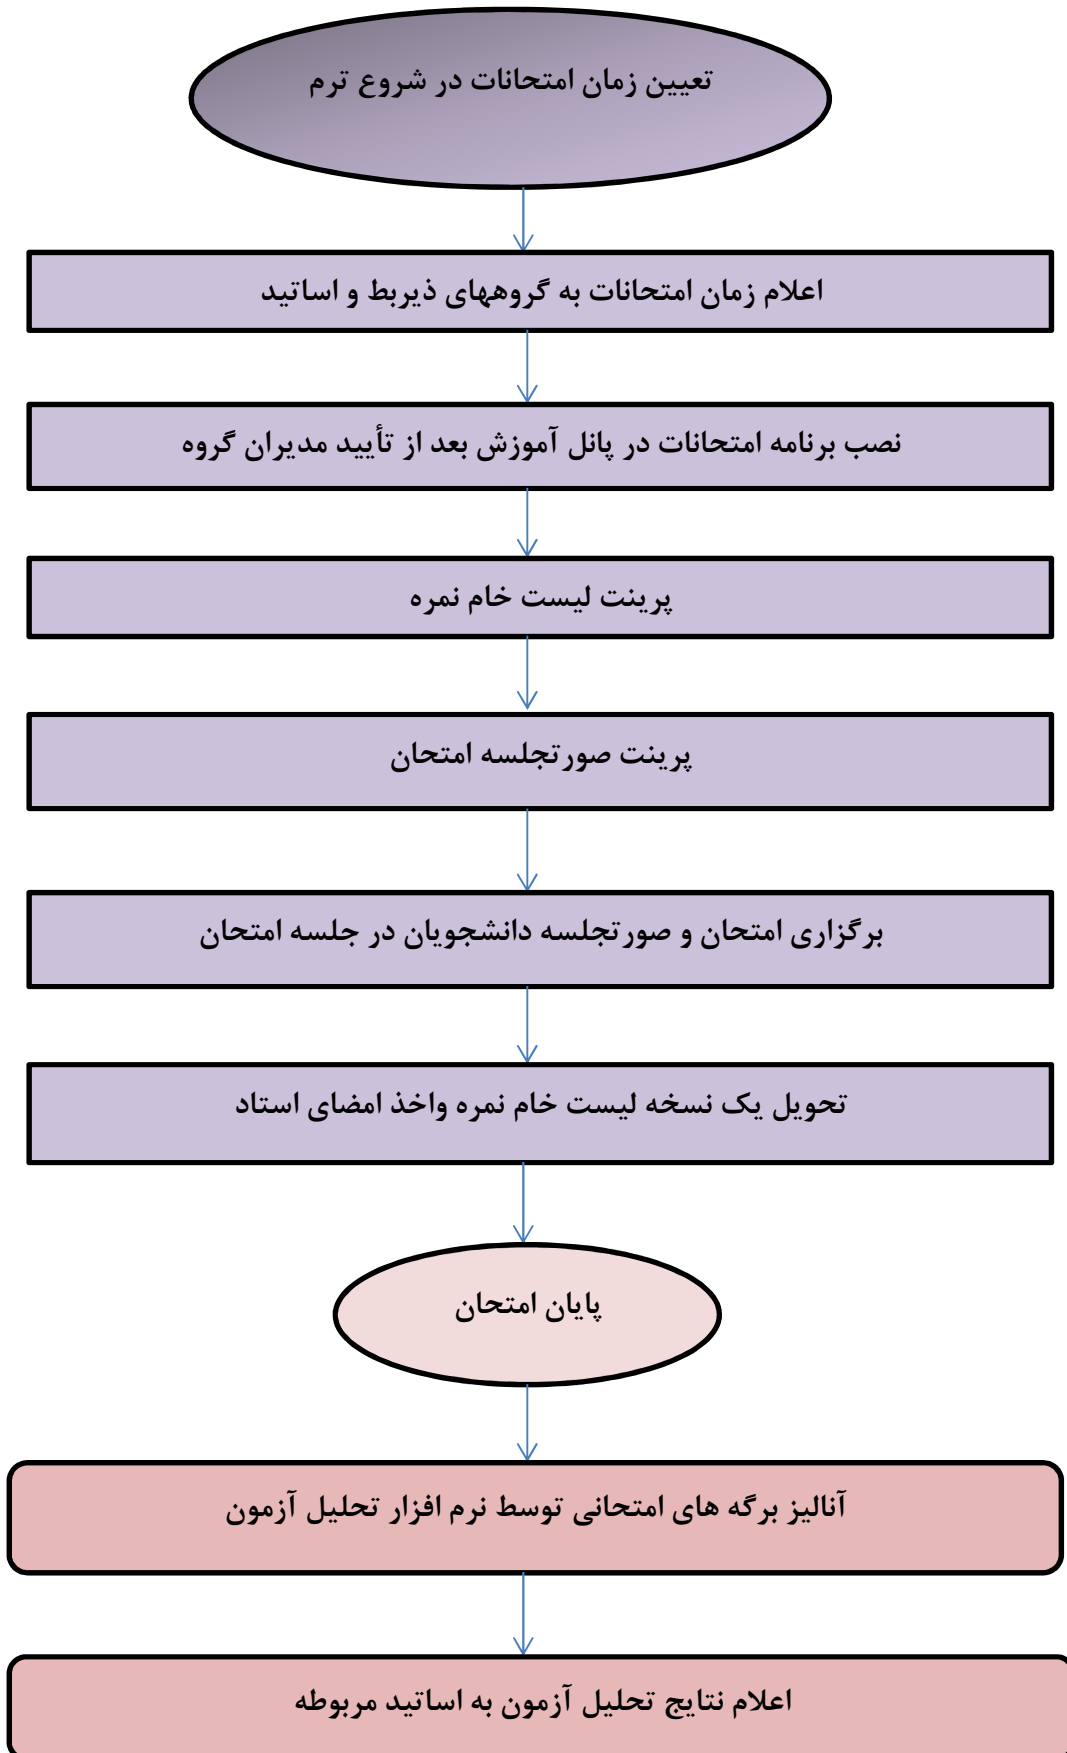 تعیین زمان امتحانات در شروع ترم
اعلام زمان امتحانات به گروههای ذیربط و اساتید
نصب برنامه امتحانات در پانل آموزش بعد از تأیید مدیران گروه
پرینت لیست خام نمره
پرینت صورتجلسه امتحان
برگزاری امتحان و صورتجلسه دانشجویان در جلسه امتحان
تحویل یک نسخه لیست خام نمره واخذ امضای استاد
پایان امتحان
آنالیز برگه های امتحانی توسط نرم افزار تحلیل آزمون
اعلام نتایج تحلیل آزمون به اساتید مربوطه